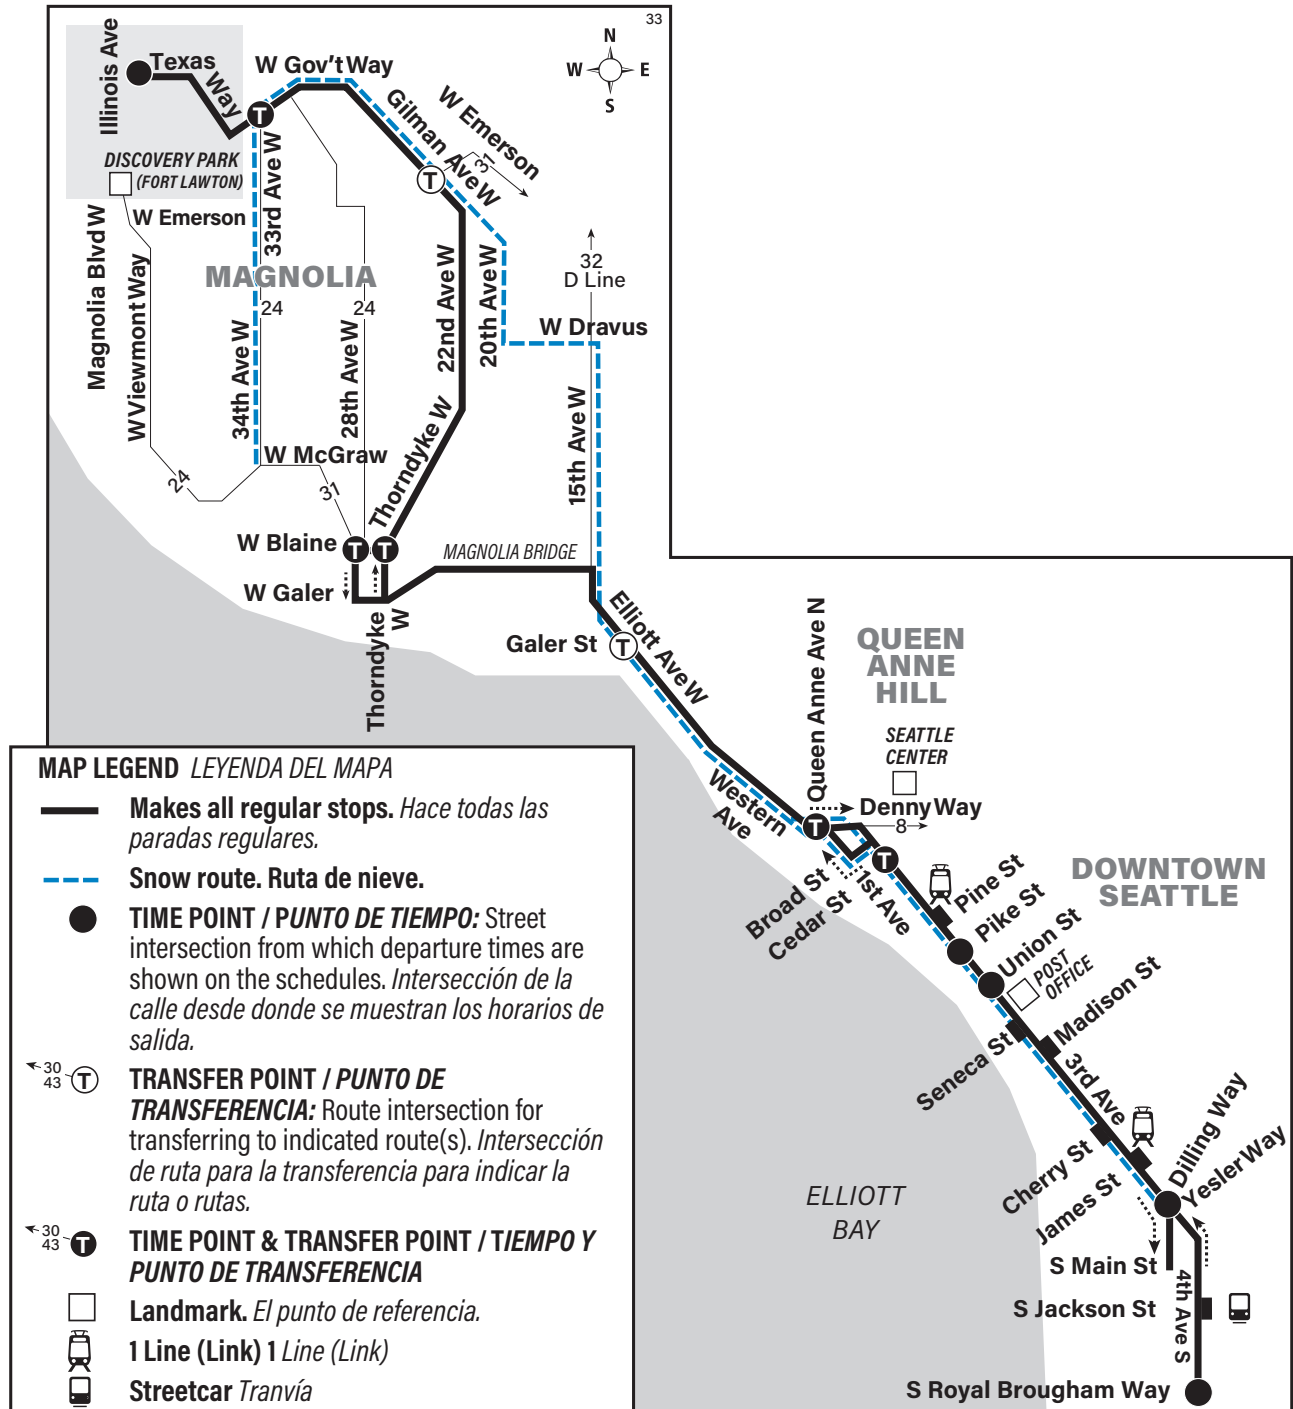 33
N
W
E
S
Illinois Ave
Texas
Way
W Gov't Way
Gilman Ave W
W Emerson
31
DISCOVERY PARK
(FORT LAWTON)
W Emerson
33rd Ave W
MAGNOLIA
Magnolia Blvd W
W Viewmont Way
34th Ave W
24
28th Ave W
24
22nd Ave W
20th Ave W
32
D Line
W Dravus
15th Ave W
W McGraw
24
31
Thorndyke W
W Blaine
T
T
T
T
MAGNOLIA BRIDGE
W Galer
Thorndyke
W
Galer St
T
Elliott Ave W
Queen Anne Ave N
QUEEN
ANNE
HILL
SEATTLE
CENTER
Western
Ave
T
Denny Way
8
T
Broad St
Cedar St
1st Ave
Pine St
Pike St
DOWNTOWN
SEATTLE
Union St
POST
OFFICE
Seneca St
Madison St
3rd Ave
Cherry St
James St
Dilling Way
Yesler Way
ELLIOTT
BAY
S Main St
4th Ave S
S Jackson St
S Royal Brougham Way
MAP LEGEND LEYENDA DEL MAPA
Makes all regular stops. Hace todas las
paradas regulares.
Snow route. Ruta de nieve.
TIME POINT / PUNTO DE TIEMPO: Street
intersection from which departure times are
shown on the schedules. Intersección de la
calle desde donde se muestran los horarios de
salida.
30
43
T
TRANSFER POINT / PUNTO DE
TRANSFERENCIA: Route intersection for
transferring to indicated route(s). Intersección
de ruta para la transferencia para indicar la
ruta o rutas.
30
43
T
TIME POINT & TRANSFER POINT / TIEMPO Y
PUNTO DE TRANSFERENCIA
Landmark. El punto de referencia.
1 Line (Link) 1 Line (Link)
Streetcar Tranvía